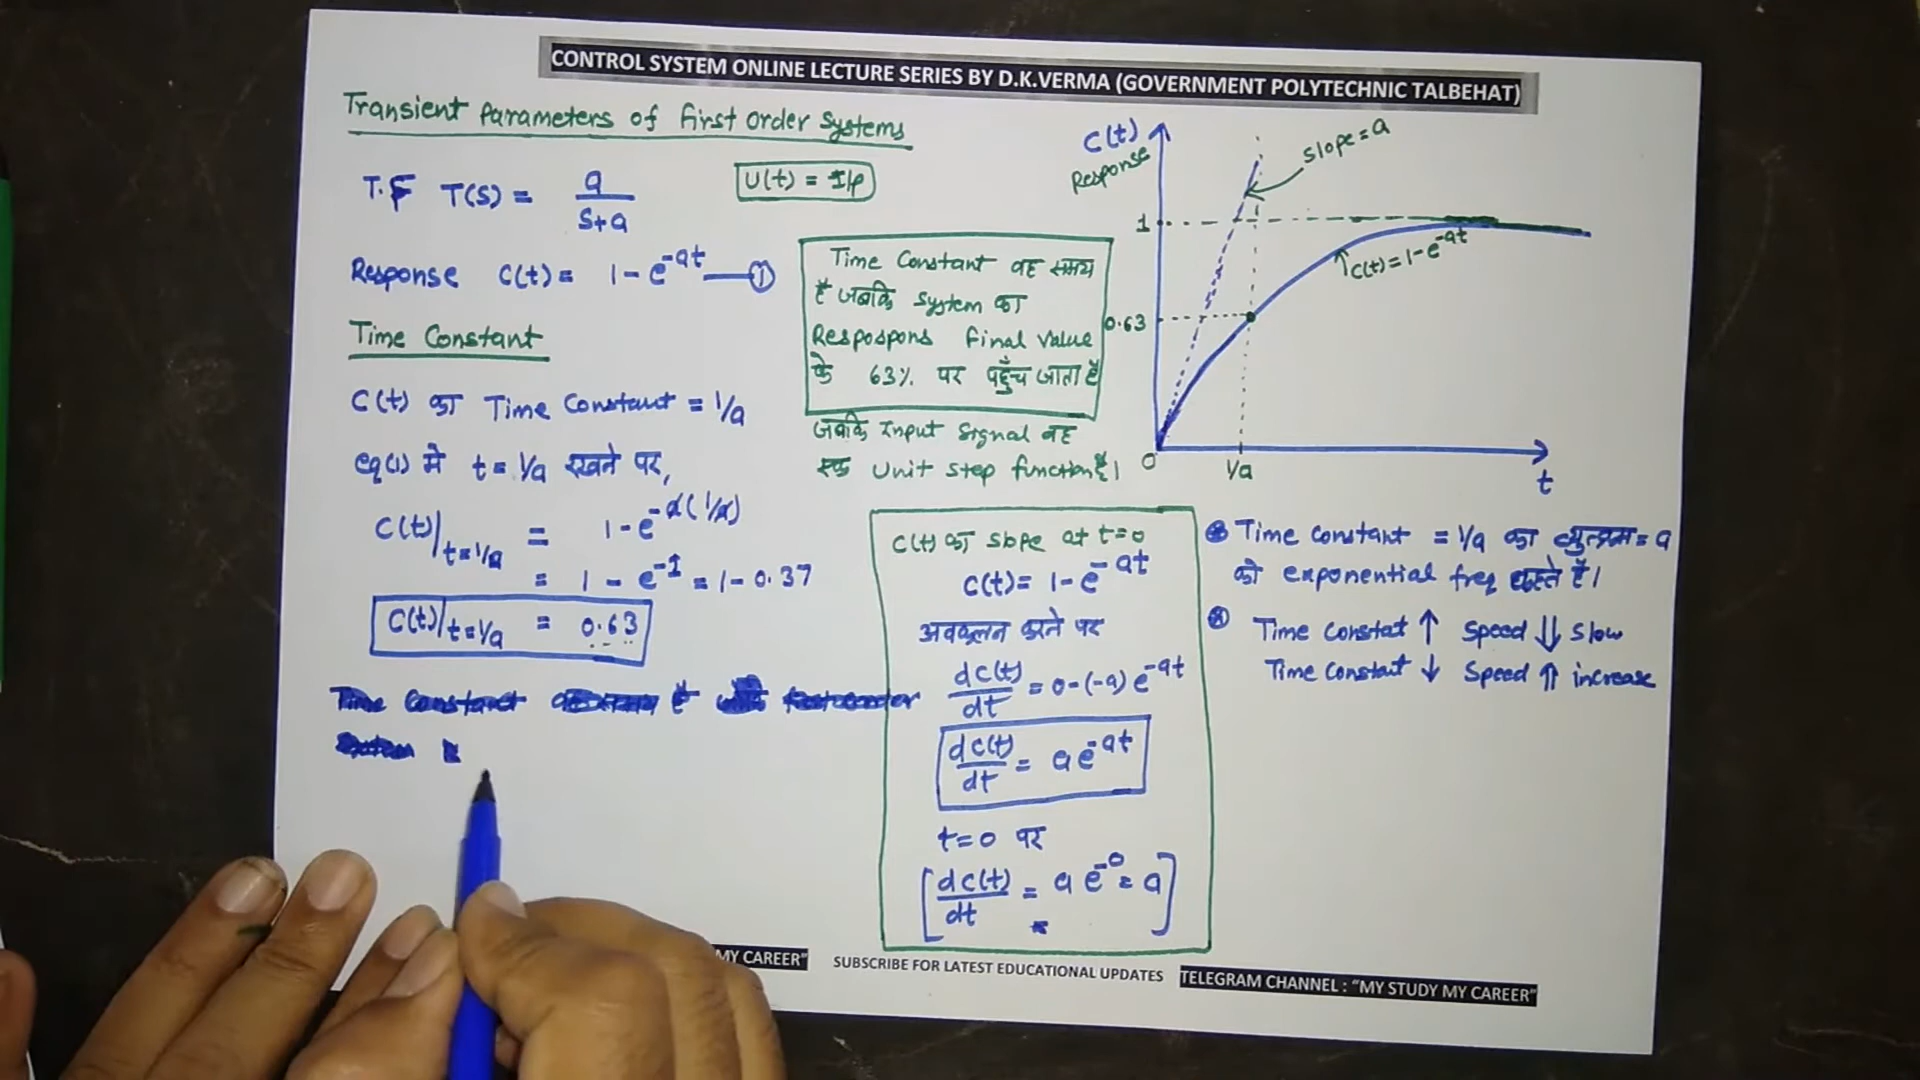 CONTROL SYSTEM ONLINE LECTURE SERIES BY D.K.VERMA (GOVERNMENT POLYTECHNIC TALBEHAT)
Transient Parameters of first order Systems
T.F T(S) = a/(S+a)
U(t) = I/P
Response C(t) = 1 - e^-at —①
Time Constant
C(t) का Time Constant = 1/a
eq(1) मे t = 1/a रखने पर,
C(t)|t=1/a = 1 - e^-a(1/a)
= 1 - e^-1 = 1 - 0.37
C(t)|t=1/a = 0.63
Time Constant
Time Constant वह समय
है जबकि System का
Respospons final value
के 63% पर पहुँच जाता है
जबकि Input Signal वह
एक Unit step function है।
C(t)
Response
slope = a
1
C(t) = 1 - e^-at
0.63
0
1/a
t
C(t) का slope at t=0
C(t) = 1 - e^-at
अवकलन करने पर
dc(t)/dt = 0-(-a) e^-at
dc(t)/dt = a e^-at
t=0 पर
[dc(t)/dt = a e^-0 = a]
Time Constant = 1/a का व्युत्क्रम = a
को exponential freq कहते हैं।
Time Constat ↑ Speed ⇓ Slow
Time Constant ↓ Speed ⇑ increase
MY CAREER"
SUBSCRIBE FOR LATEST EDUCATIONAL UPDATES
TELEGRAM CHANNEL : "MY STUDY MY CAREER"